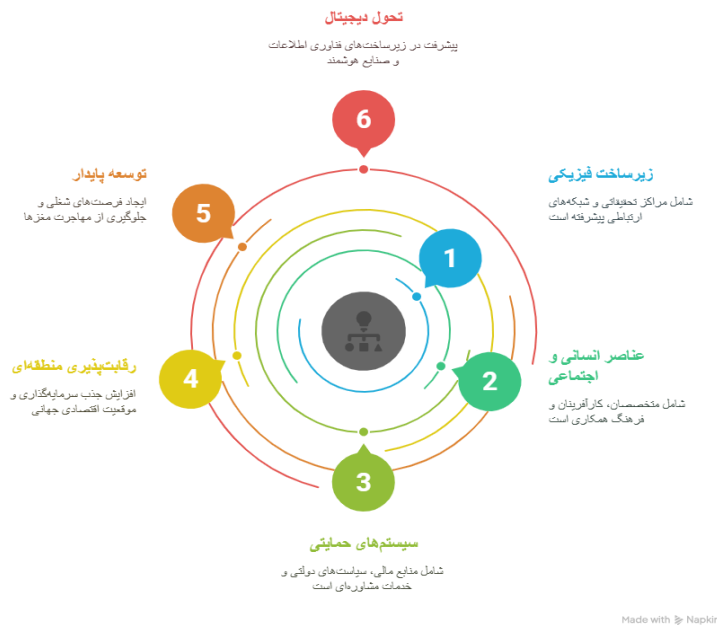 تحول دیجیتال
پیشرفت در زیرساخت‌های فناوری اطلاعات
و صنایع هوشمند
6
زیرساخت فیزیکی
شامل مراکز تحقیقاتی و شبکه‌های
ارتباطی پیشرفته است
1
توسعه پایدار
ایجاد فرصت‌های شغلی و
جلوگیری از مهاجرت مغزها
5
عناصر انسانی و
اجتماعی
شامل متخصصان، کارآفرینان و
فرهنگ همکاری است
2
رقابت‌پذیری منطقه‌ای
افزایش جذب سرمایه‌گذاری و
موقعیت اقتصادی جهانی
4
3
سیستم‌های حمایتی
شامل منابع مالی، سیاست‌های دولتی و
خدمات مشاوره‌ای است
Made with Napkin